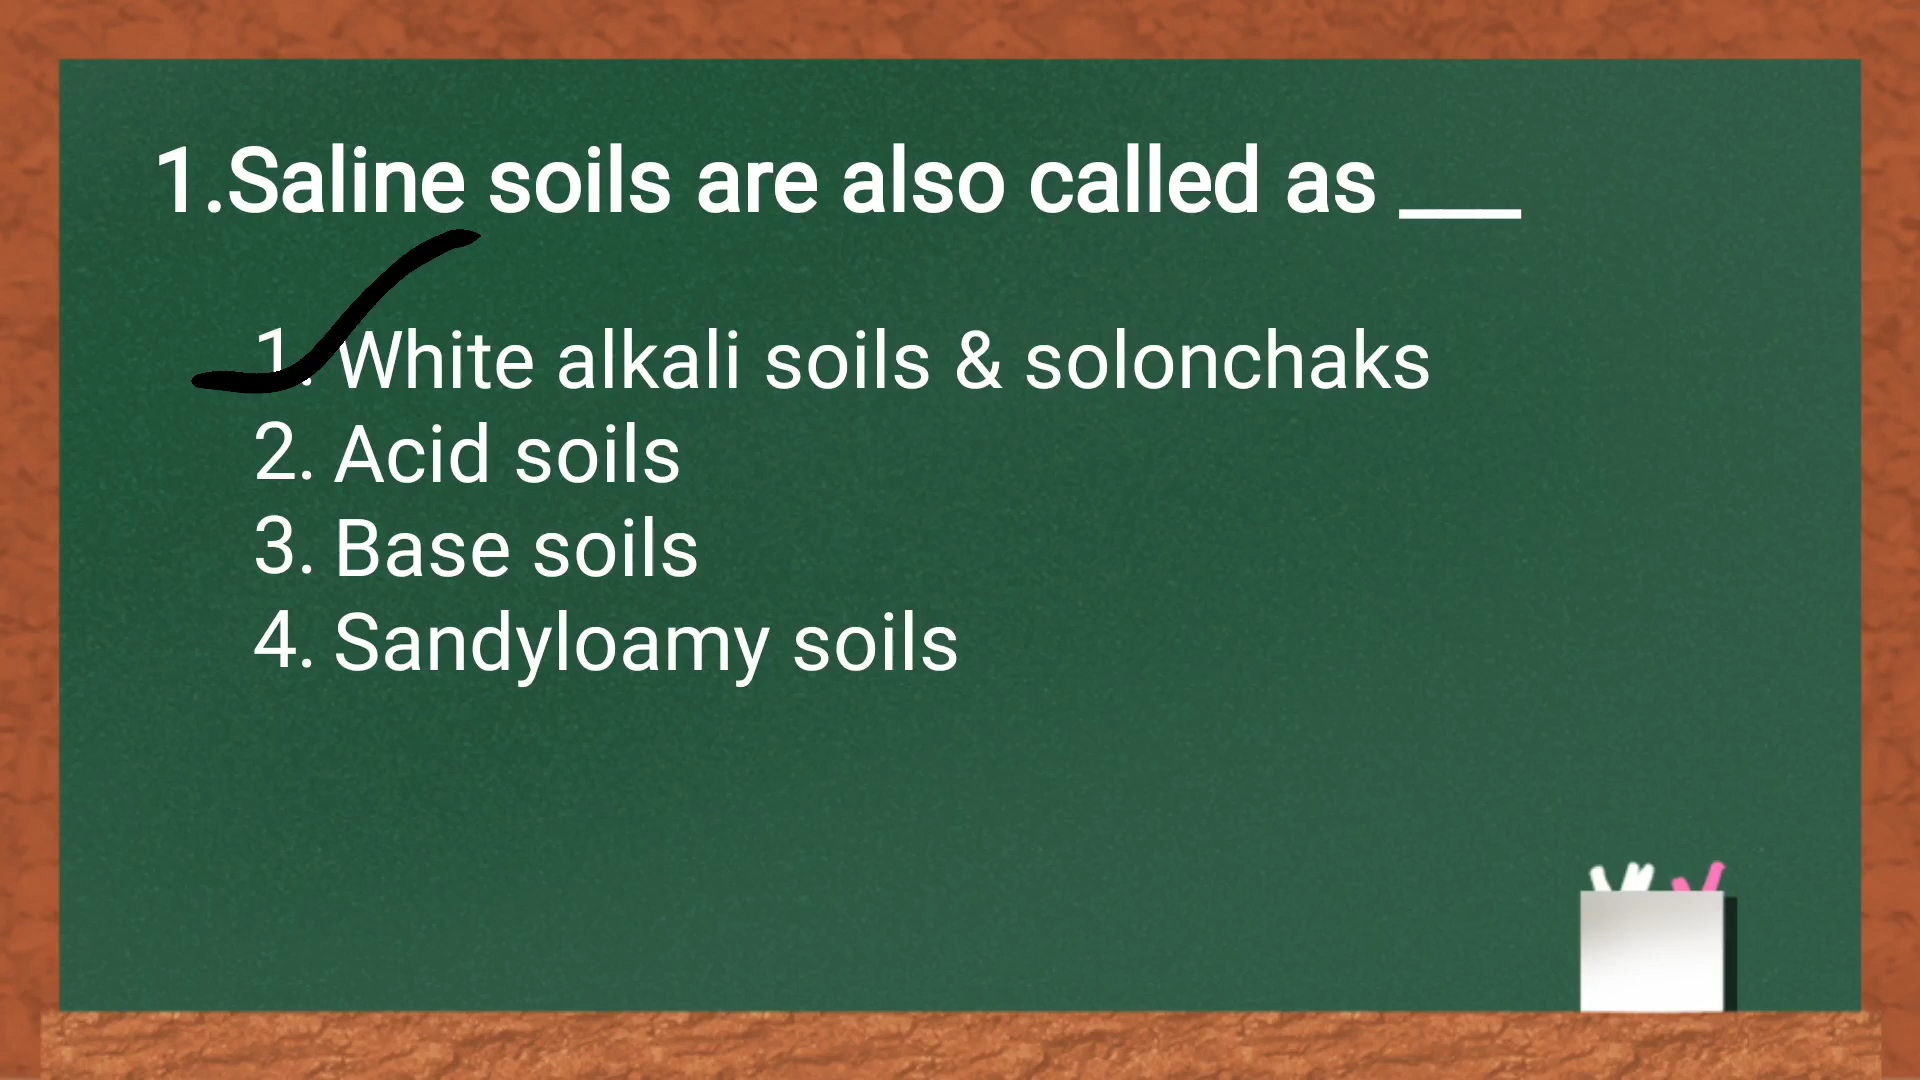 1.Saline soils are also called as ___
1. White alkali soils & solonchaks
2. Acid soils
3. Base soils
4. Sandyloamy soils